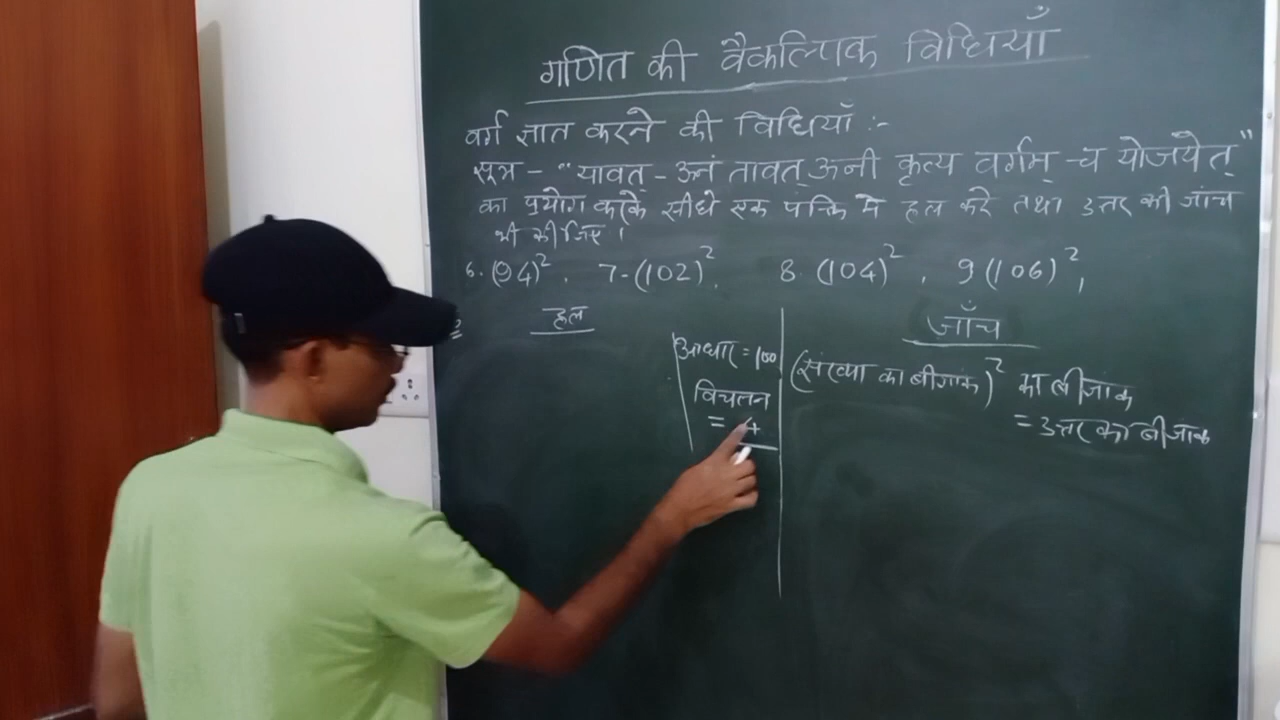 गणित की वैकल्पिक विधियाँ
वर्ग ज्ञात करने की विधियाँ :-
सूत्र - "यावत् - ऊनं तावत् ऊनी कृत्य वर्गम् - च योजयेत्"
का प्रयोग करके सीधे एक पंक्ति मे हल करे तथा उत्तर की जांच
भी कीजिए।
6. (94)², 7-(102)², 8. (104)², 9 (106)²,
हल
जाँच
आधार = 100
विचलन
= 4
(संख्या का बीजांक)² का बीजांक
= उत्तर का बीजांक